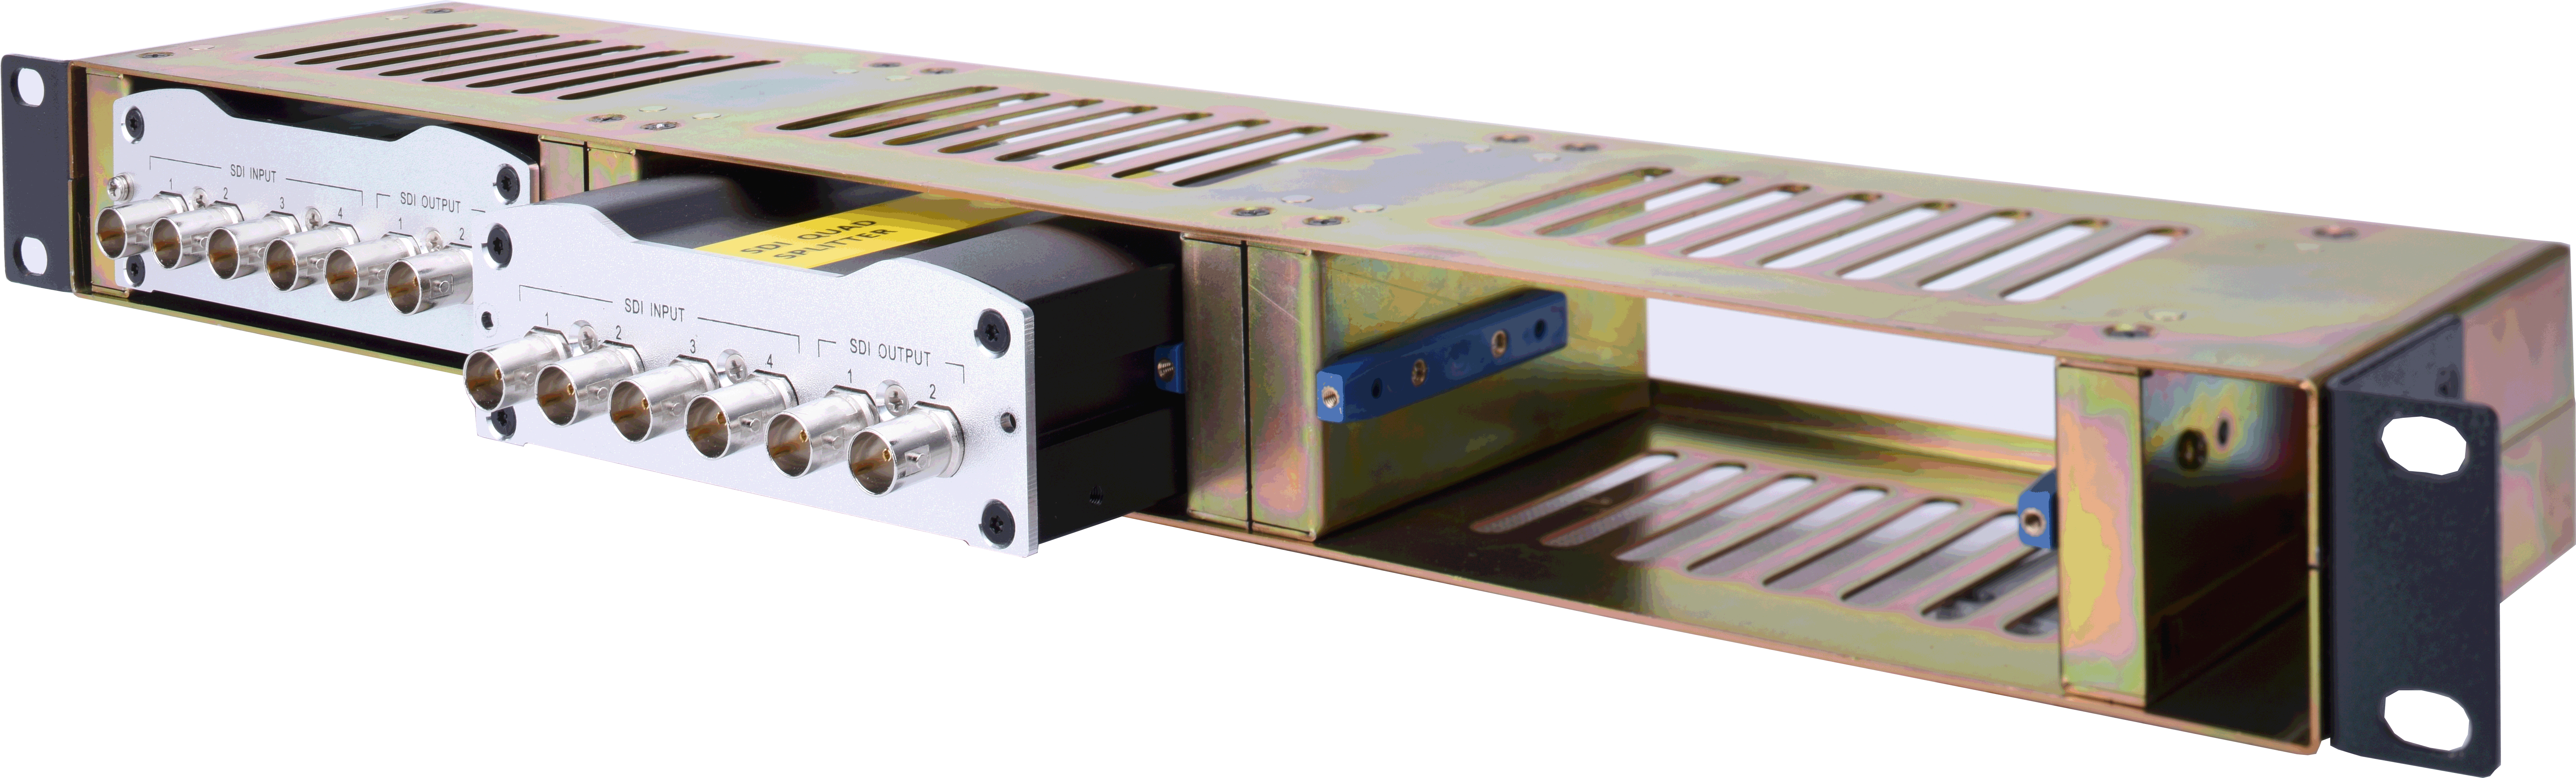 SDI INPUT
SDI OUTPUT
1 2 3 4 1 2
SDI QUAD
SPLITTER
SDI INPUT
SDI OUTPUT
1 2 3 4 1 2